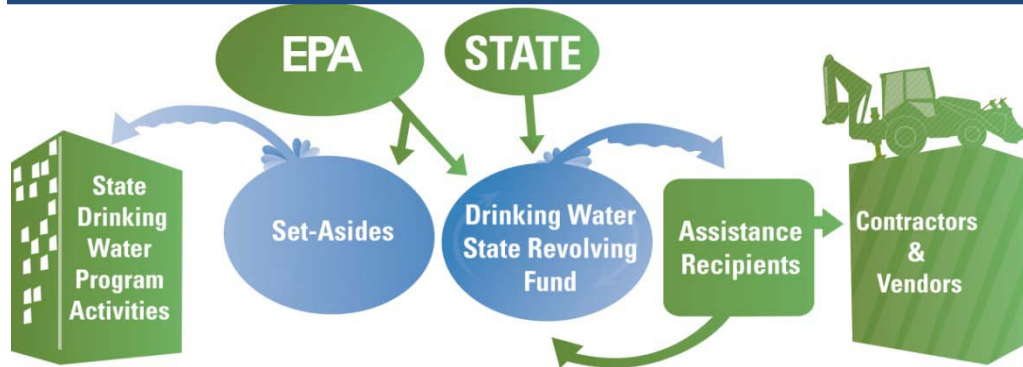 EPA
STATE
State
Drinking
Water
Program
Activities
Set-Asides
Drinking Water
State Revolving
Fund
Assistance
Recipients
Contractors
&
Vendors